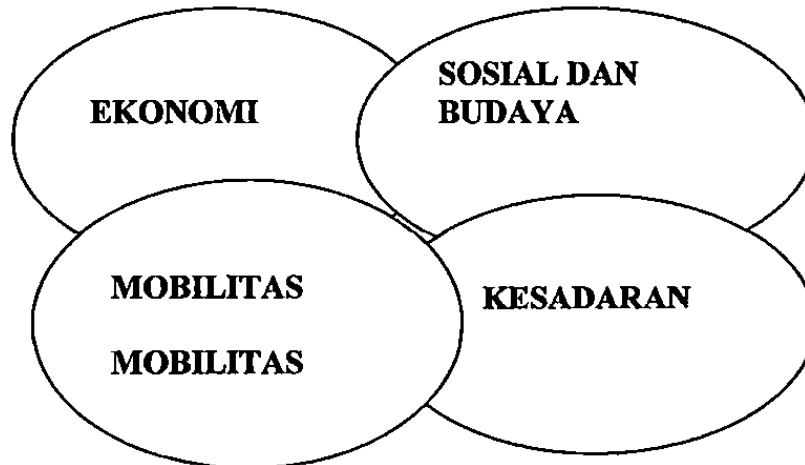 EKONOMI
SOSIAL DAN
BUDAYA
MOBILITAS
MOBILITAS
KESADARAN